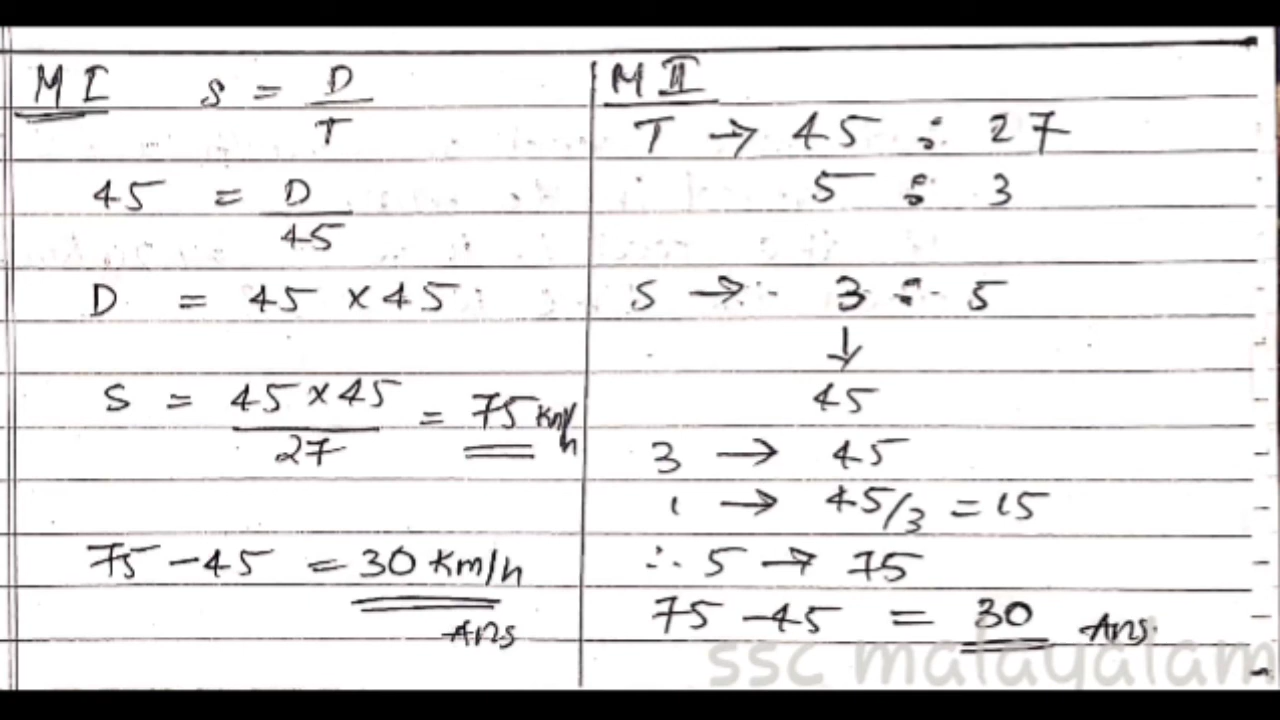 M I S = D/T
45 = D/45
D = 45 × 45
S = 45 × 45/27 = 75 Km/h
75 - 45 = 30 Km/h
Ans
M II
T → 45 : 27
5 : 3
S → 3 : 5
↓
45
3 → 45
1 → 45/3 = 15
∴ 5 → 75
75 - 45 = 30 Ans.
ssc malayalam